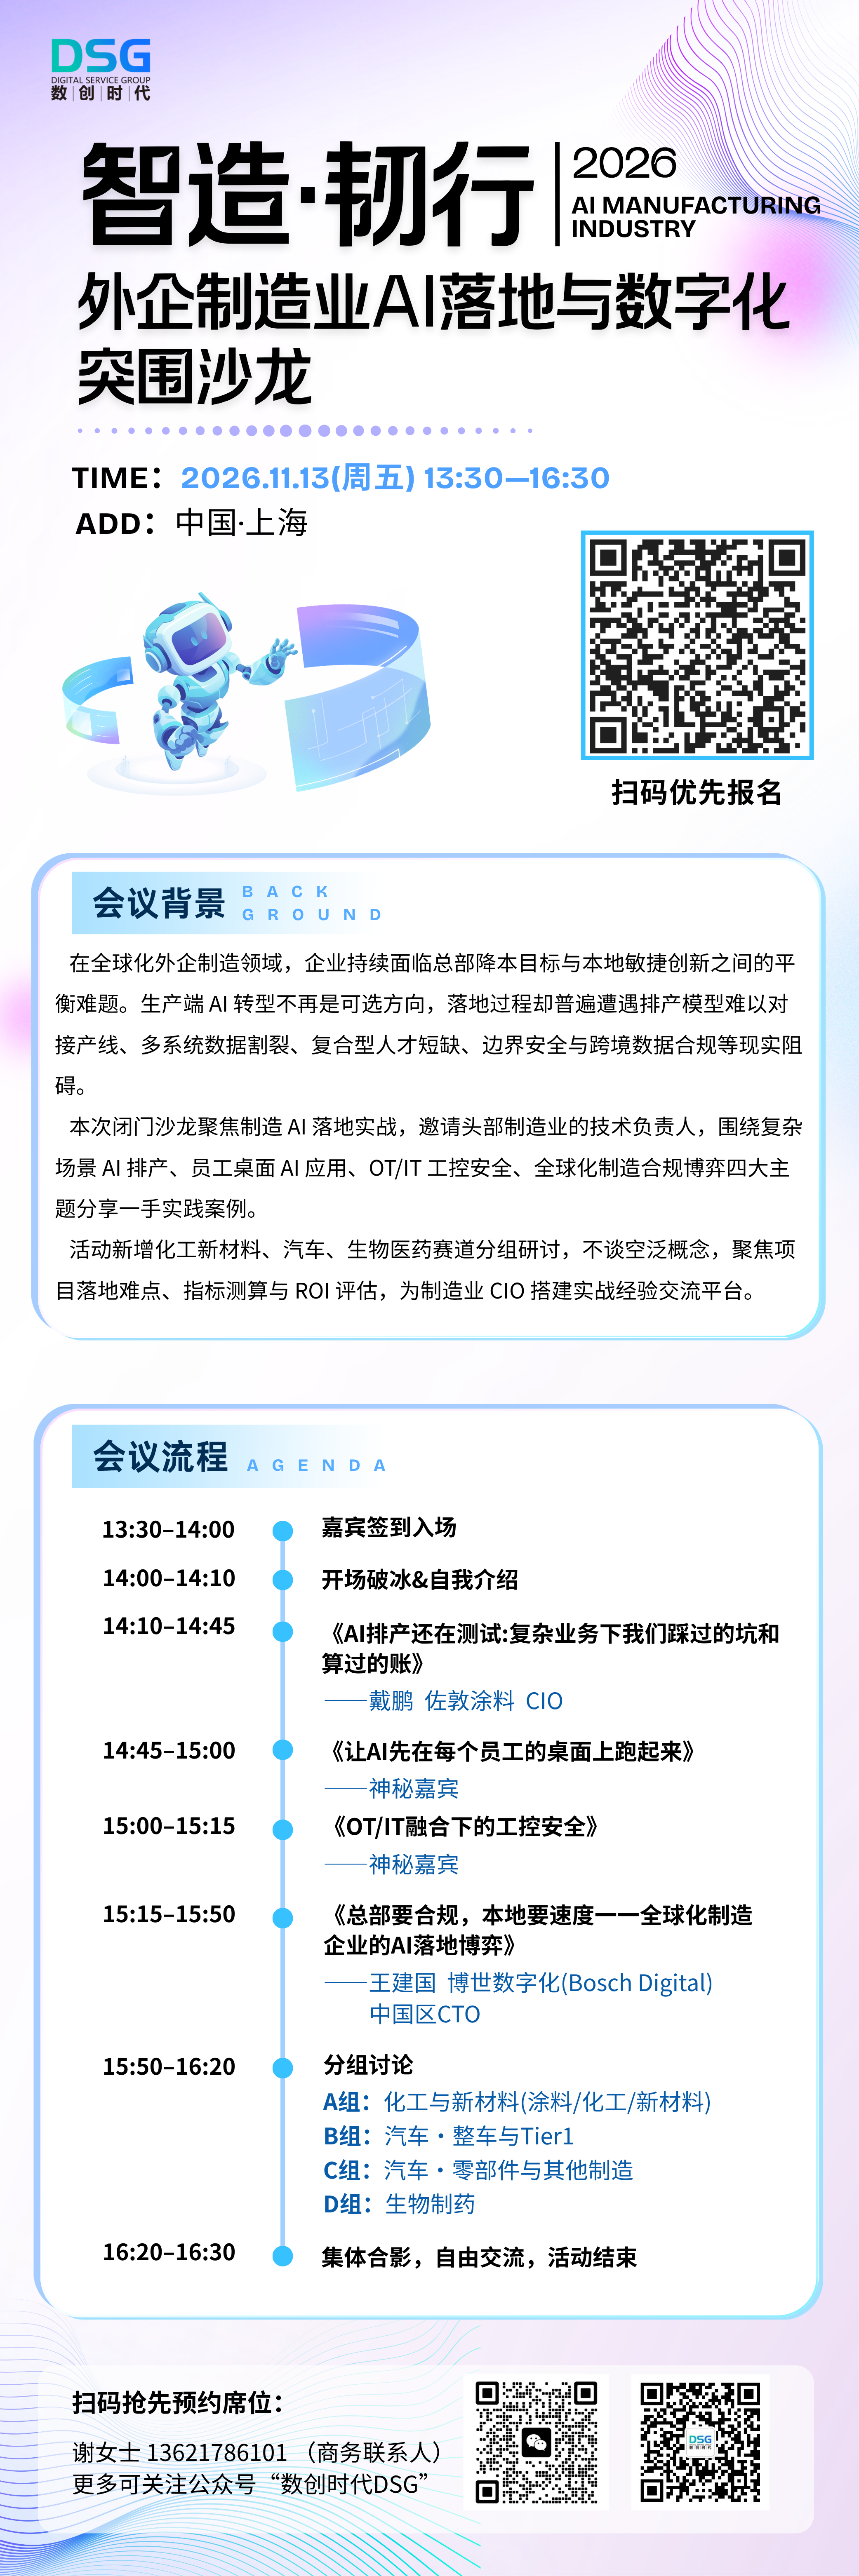 DSG
DIGITAL SERVICE GROUP
数|创|时|代
智造·韧行
2026
AI MANUFACTURING
INDUSTRY
外企制造业AI落地与数字化
突围沙龙
TIME：2026.11.13(周五) 13:30—16:30
ADD：中国·上海
扫码优先报名
会议背景
BACK
GROUND
在全球化外企制造领域，企业持续面临总部降本目标与本地敏捷创新之间的平
衡难题。生产端 AI 转型不再是可选方向，落地过程却普遍遭遇排产模型难以对
接产线、多系统数据割裂、复合型人才短缺、边界安全与跨境数据合规等现实阻
碍。
本次闭门沙龙聚焦制造 AI 落地实战，邀请头部制造业的技术负责人，围绕复杂
场景 AI 排产、员工桌面 AI 应用、OT/IT 工控安全、全球化制造合规博弈四大主
题分享一手实践案例。
活动新增化工新材料、汽车、生物医药赛道分组研讨，不谈空泛概念，聚焦项
目落地难点、指标测算与 ROI 评估，为制造业 CIO 搭建实战经验交流平台。
会议流程
AGENDA
13:30–14:00
嘉宾签到入场
14:00–14:10
开场破冰&自我介绍
14:10–14:45
《AI排产还在测试:复杂业务下我们踩过的坑和
算过的账》
——戴鹏 佐敦涂料 CIO
14:45–15:00
《让AI先在每个员工的桌面上跑起来》
——神秘嘉宾
15:00–15:15
《OT/IT融合下的工控安全》
——神秘嘉宾
15:15–15:50
《总部要合规，本地要速度——全球化制造
企业的AI落地博弈》
——王建国 博世数字化(Bosch Digital)
中国区CTO
15:50–16:20
分组讨论
A组：化工与新材料(涂料/化工/新材料)
B组：汽车·整车与Tier1
C组：汽车·零部件与其他制造
D组：生物制药
16:20–16:30
集体合影，自由交流，活动结束
扫码抢先预约席位：
谢女士 13621786101 （商务联系人）
更多可关注公众号“数创时代DSG”
DSG
数|创|时|代